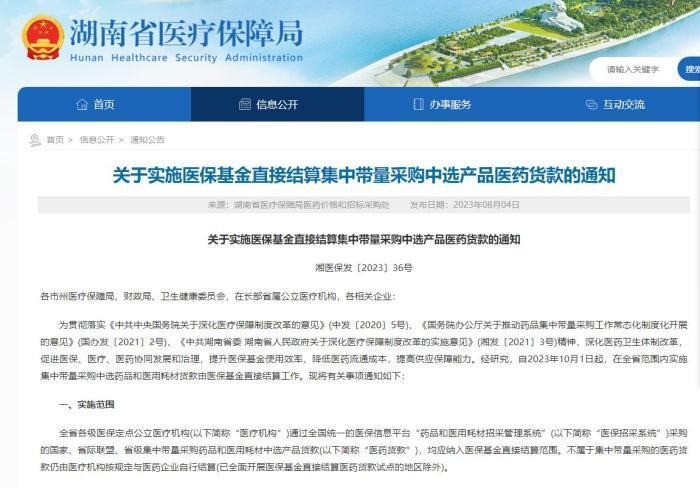 湖南省医疗保障局
Hunan Healthcare Security Administration
请输入关键字
搜索
首页
信息公开
办事服务
互动交流
首页 > 信息公开 > 通知公告
关于实施医保基金直接结算集中带量采购中选产品医药货款的通知
来源：湖南省医疗保障局医药价格和招标采购处 发布日期：2023年08月04日
关于实施医保基金直接结算集中带量采购中选产品医药货款的通知
湘医保发〔2023〕36号
各市州医疗保障局、财政局、卫生健康委员会，在长部省属公立医疗机构，各相关企业：
为贯彻落实《中共中央国务院关于深化医疗保障制度改革的意见》(中发〔2020〕5号)、《国务院办公厅关于推动药品集中带量采购工作常态化制度化开展
的意见》(国办发〔2021〕2号)、《中共湖南省委 湖南省人民政府关于深化医疗保障制度改革的实施意见》(湘发〔2021〕3号)精神，深化医药卫生体制改革，
促进医保、医疗、医药协同发展和治理，提升医保基金使用效率，降低医药流通成本，提高供应保障能力。经研究，自2023年10月1日起，在全省范围内实施
集中带量采购中选药品和医用耗材货款由医保基金直接结算工作。现将有关事项通知如下：
一、实施范围
全省各级医保定点公立医疗机构(以下简称“医疗机构”)通过全国统一的医保信息平台“药品和医用耗材招采管理系统”(以下简称“医保招采系统”)采购
的国家、省际联盟、省级集中带量采购药品和医用耗材中选产品货款(以下简称“医药货款”)，均应纳入医保基金直接结算范围。不属于集中带量采购的医药货款
仍由医疗机构按规定与医药企业自行结算(已全面开展医保基金直接结算医药货款试点的地区除外)。